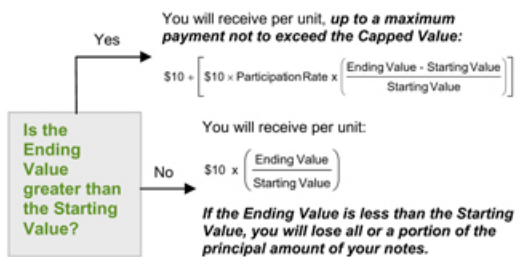 You will receive per unit, up to a maximum
payment not to exceed the Capped Value:
Yes
$10 + [ $10 × Participation Rate x ( Ending Value - Starting Value / Starting Value ) ]
Is the
Ending
Value
greater than
the Starting
Value?
You will receive per unit:
No
$10 x ( Ending Value / Starting Value )
If the Ending Value is less than the Starting
Value, you will lose all or a portion of the
principal amount of your notes.